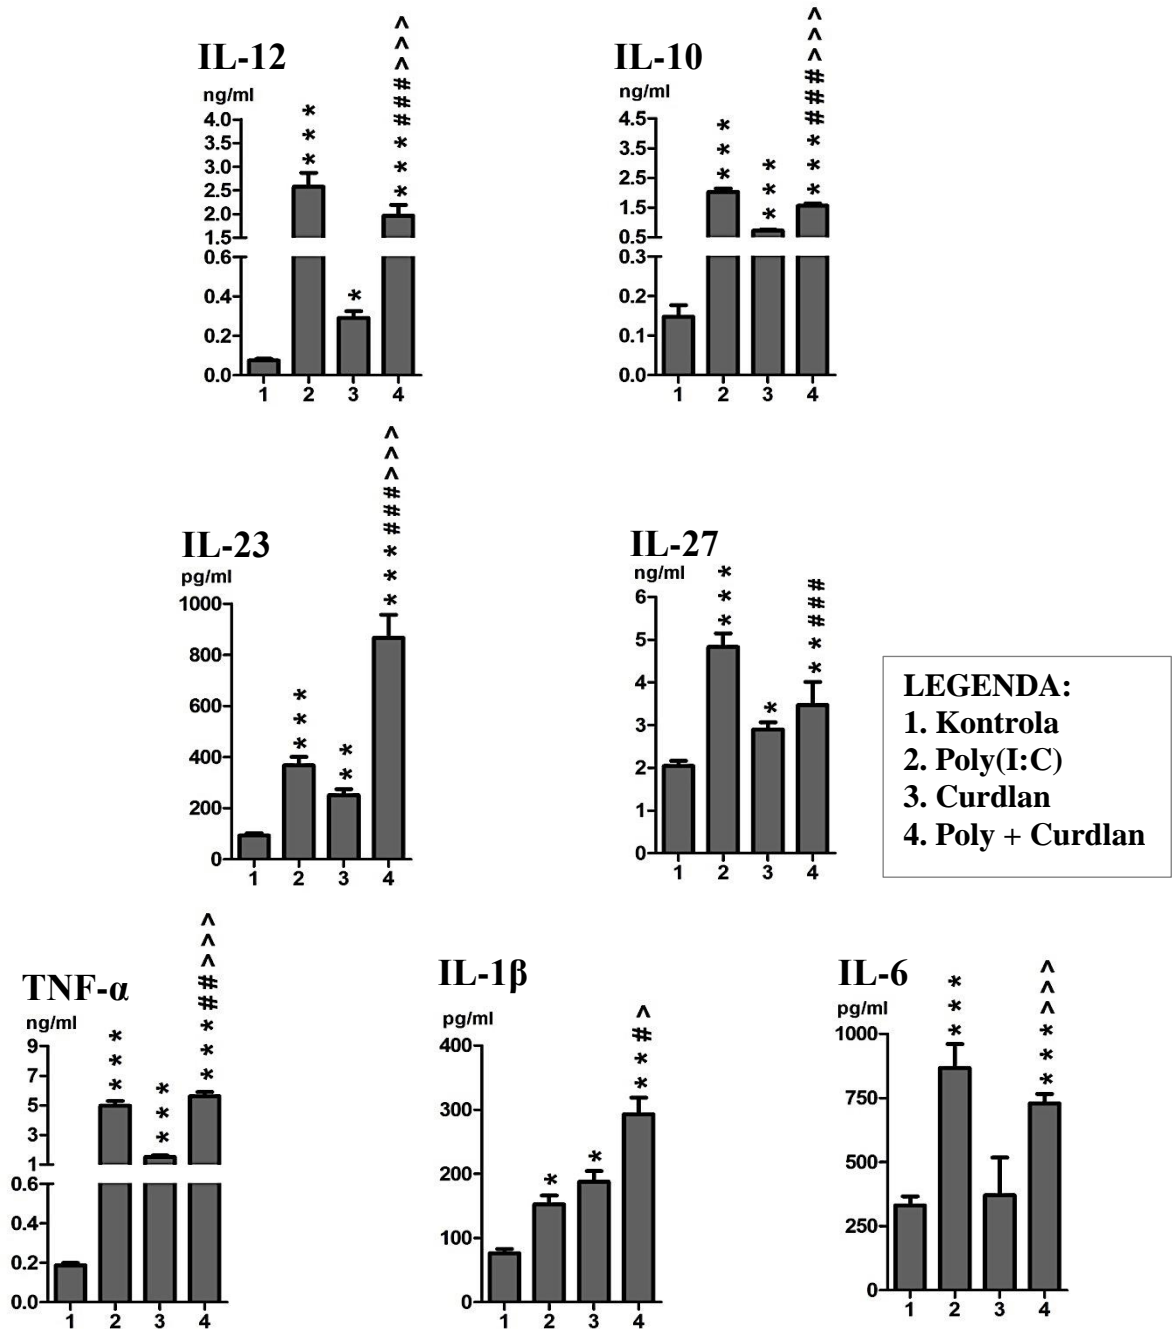 IL-12
ng/ml
***
*
***###^^^
4.0
3.5
3.0
2.5
2.0
1.5
0.6
0.4
0.2
0.0
1 2 3 4
IL-10
***
***
***###^^^
4.5
3.5
2.5
1.5
0.5
0.3
0.2
0.1
0.0
1 2 3 4
IL-23
pg/ml
***
**
***###^^^
1000
800
600
400
200
0
1 2 3 4
IL-27
ng/ml
***
*
**###
6
5
4
3
2
1
0
1 2 3 4
LEGENDA:
1. Kontrola
2. Poly(I:C)
3. Curdlan
4. Poly + Curdlan
TNF-α
ng/ml
***
***
***##^^^
9
7
5
3
1
0.6
0.4
0.2
0.0
1 2 3 4
IL-1β
pg/ml
*
*
**#^
400
300
200
100
0
1 2 3 4
IL-6
pg/ml
***
***^^^
1000
750
500
250
0
1 2 3 4